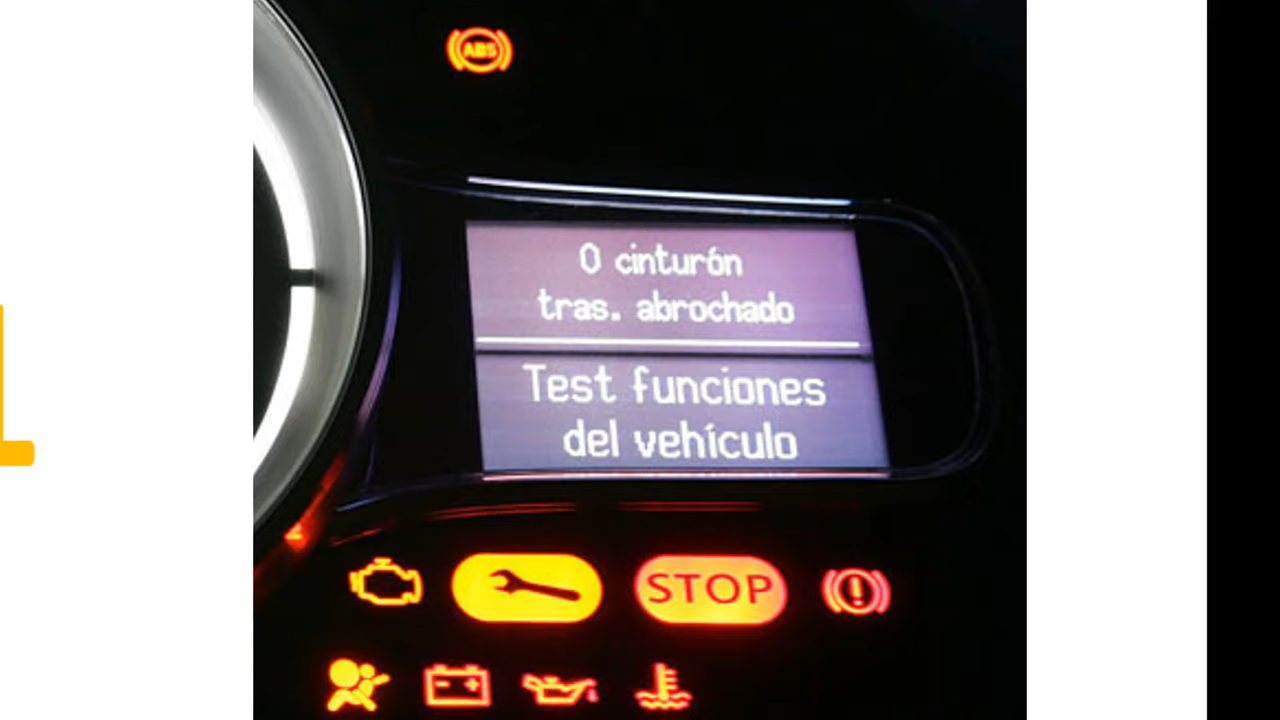 ABS
0 cinturón
tras. abrochado
Test funciones
del vehículo
STOP